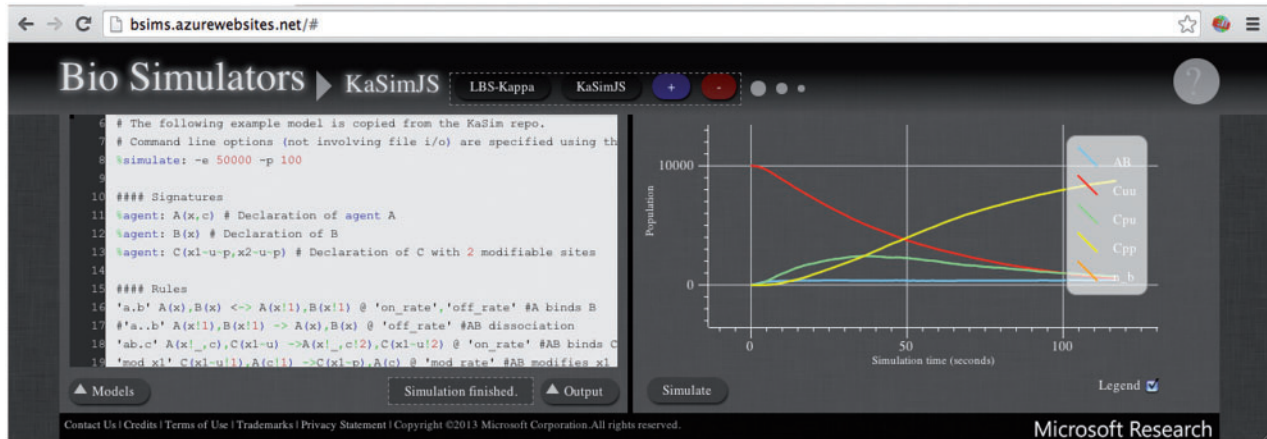 bsims.azurewebsites.net/#
Bio Simulators KaSimJS LBS-Kappa KaSimJS + - ?
6 # The following example model is copied from the KaSim repo.
7 # Command line options (not involving file i/o) are specified using th
8 %simulate: -e 50000 -p 100
9
10 #### Signatures
11 %agent: A(x,c) # Declaration of agent A
12 %agent: B(x) # Declaration of B
13 %agent: C(x1~u~p,x2~u~p) # Declaration of C with 2 modifiable sites
14
15 #### Rules
16 'a.b' A(x),B(x) <-> A(x!1),B(x!1) @ 'on_rate','off_rate' #A binds B
17 #'a..b' A(x!1),B(x!1) -> A(x),B(x) @ 'off_rate' #AB dissociation
18 'ab.c' A(x!_,c),C(x1~u) ->A(x!_,c!2),C(x1~u!2) @ 'on_rate' #AB binds C
19 'mod x1' C(x1~u!1),A(c!1) ->C(x1~p),A(c) @ 'mod_rate' #AB modifies x1
Models
Simulation finished.
Output
Population
10000
0
0 50 100
Simulation time (seconds)
AB
Cuu
Cpu
Cpp
n_b
Simulate
Legend
Contact Us | Credits | Terms of Use | Trademarks | Privacy Statement | Copyright ©2013 Microsoft Corporation.All rights reserved.
Microsoft Research